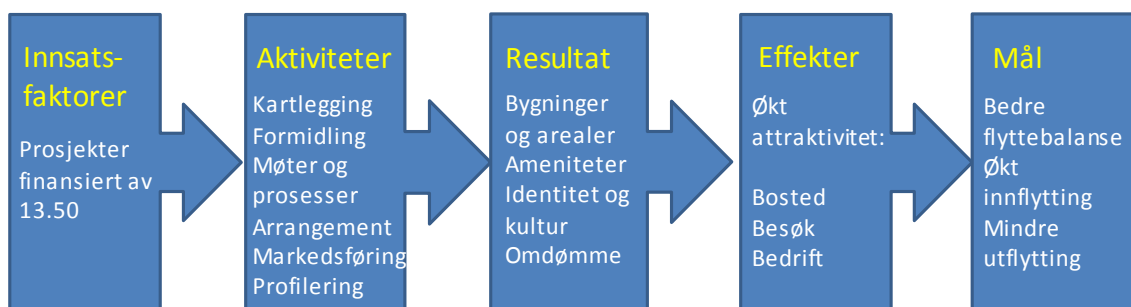 Innsats-
faktorer
Prosjekter
finansiert av
13.50
Aktiviteter
Kartlegging
Formidling
Møter og
prosesser
Arrangement
Markedsføring
Profilering
Resultat
Bygninger
og arealer
Ameniteter
Identitet og
kultur
Omdømme
Effekter
Økt
attraktivitet:
Bosted
Besøk
Bedrift
Mål
Bedre
flyttebalanse
Økt
innflytting
Mindre
utflytting